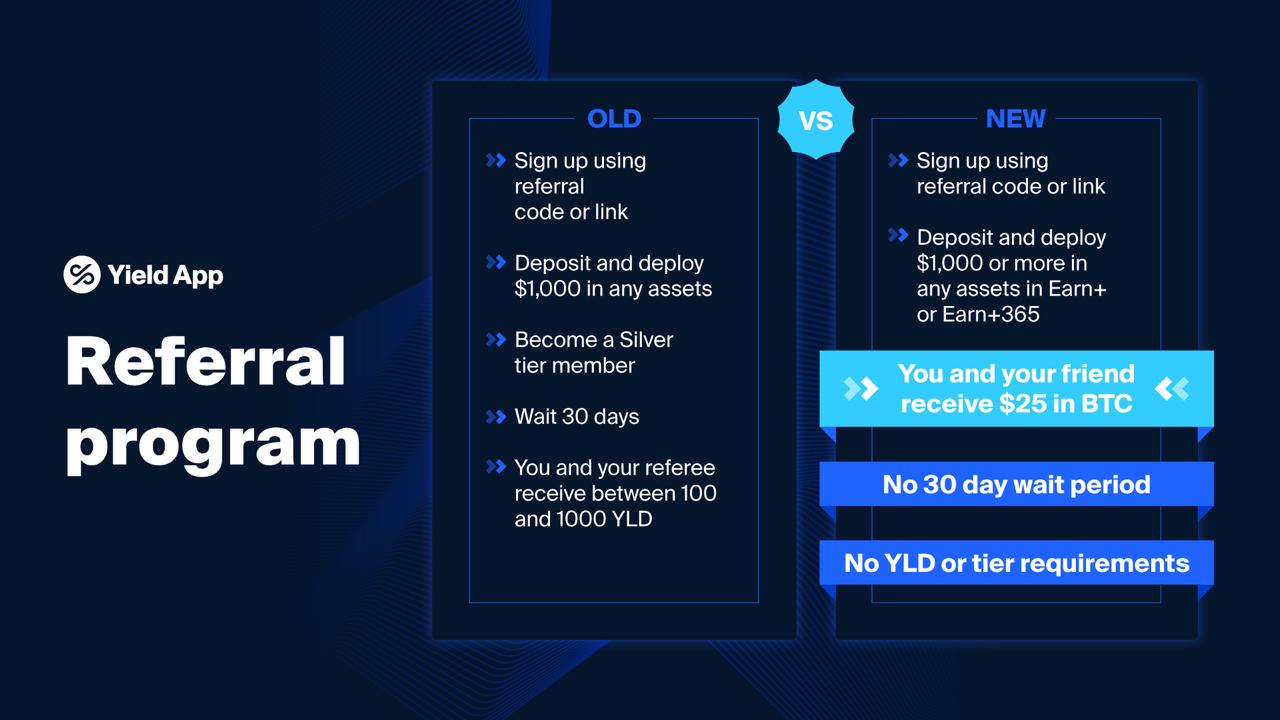 Yield App
Referral
program
OLD
Sign up using
referral
code or link
Deposit and deploy
$1,000 in any assets
Become a Silver
tier member
Wait 30 days
You and your referee
receive between 100
and 1000 YLD
VS
NEW
Sign up using
referral code or link
Deposit and deploy
$1,000 or more in
any assets in Earn+
or Earn+365
You and your friend
receive $25 in BTC
No 30 day wait period
No YLD or tier requirements